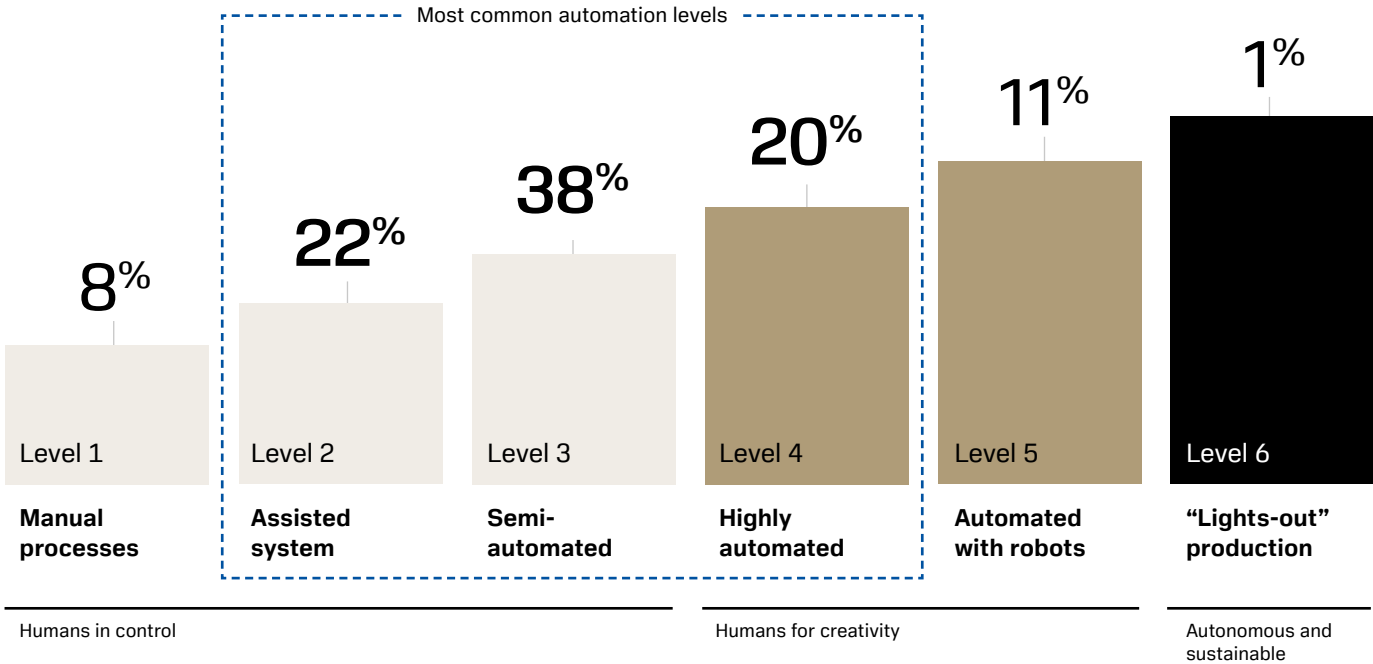 Most common automation levels
8%
22%
38%
20%
11%
1%
Level 1
Level 2
Level 3
Level 4
Level 5
Level 6
Manual
processes
Assisted
system
Semi-
automated
Highly
automated
Automated
with robots
“Lights-out”
production
Humans in control
Humans for creativity
Autonomous and
sustainable